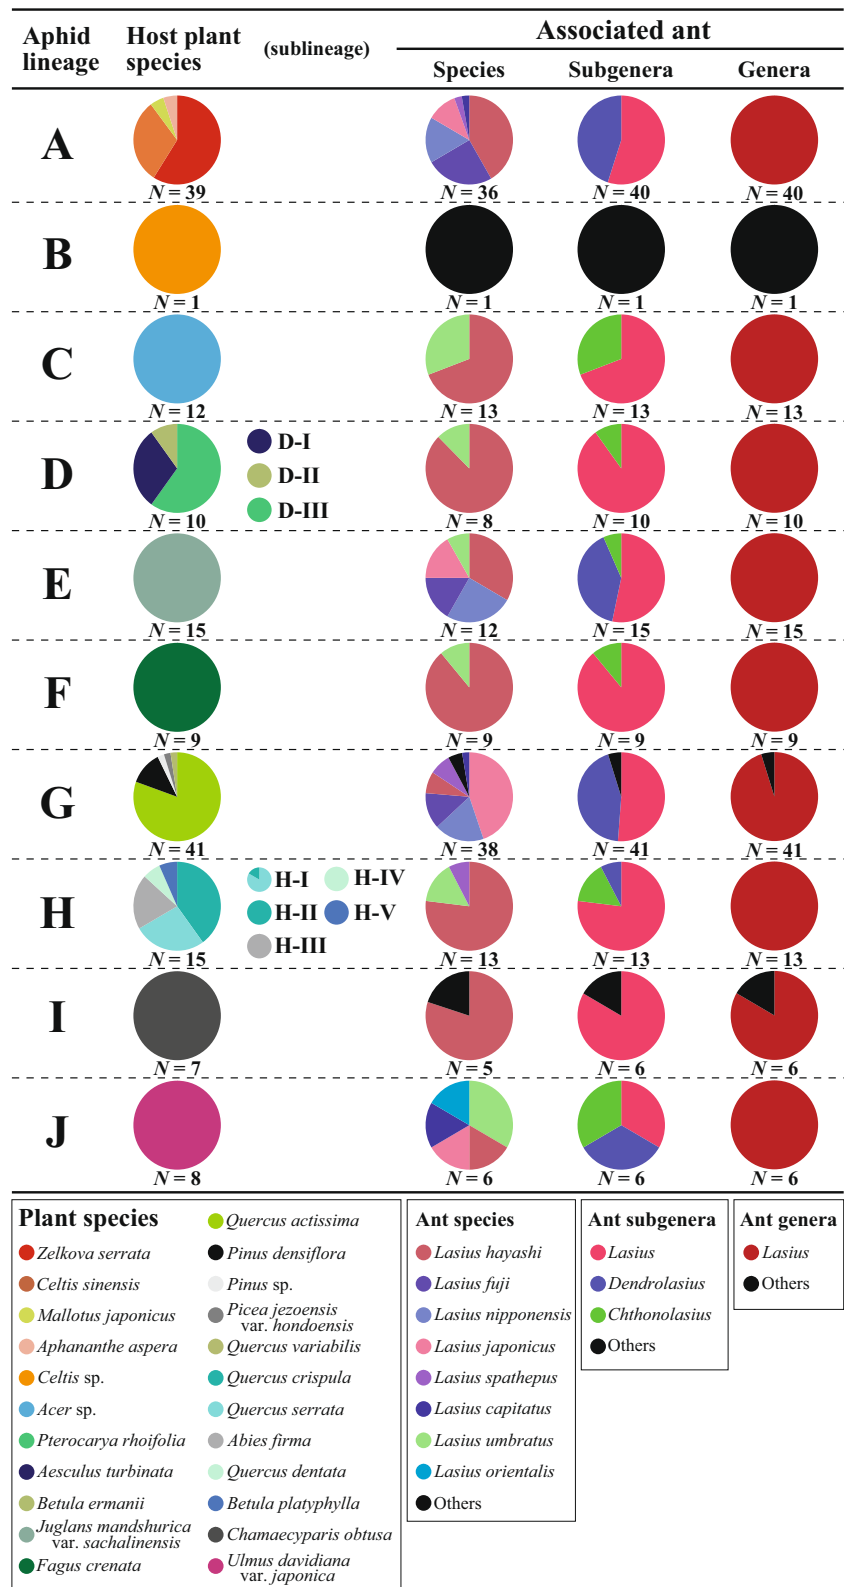 Aphid lineage
Host plant species
(sublineage)
Associated ant
Species
Subgenera
Genera
A
N = 39
N = 36
N = 40
N = 40
B
N = 1
N = 1
N = 1
N = 1
C
N = 12
N = 13
N = 13
N = 13
D
D-I
D-II
D-III
N = 10
N = 8
N = 10
N = 10
E
N = 15
N = 12
N = 15
N = 15
F
N = 9
N = 9
N = 9
N = 9
G
N = 41
N = 38
N = 41
N = 41
H
H-I
H-IV
H-II
H-V
H-III
N = 15
N = 13
N = 13
N = 13
I
N = 7
N = 5
N = 6
N = 6
J
N = 8
N = 6
N = 6
N = 6
Plant species
Zelkova serrata
Celtis sinensis
Mallotus japonicus
Aphananthe aspera
Celtis sp.
Acer sp.
Pterocarya rhoifolia
Aesculus turbinata
Betula ermanii
Juglans mandshurica
var. sachalinensis
Fagus crenata
Quercus actissima
Pinus densiflora
Pinus sp.
Picea jezoensis
var. hondoensis
Quercus variabilis
Quercus crispula
Quercus serrata
Abies firma
Quercus dentata
Betula platyphylla
Chamaecyparis obtusa
Ulmus davidiana
var. japonica
Ant species
Lasius hayashi
Lasius fuji
Lasius nipponensis
Lasius japonicus
Lasius spathepus
Lasius capitatus
Lasius umbratus
Lasius orientalis
Others
Ant subgenera
Lasius
Dendrolasius
Chthonolasius
Others
Ant genera
Lasius
Others